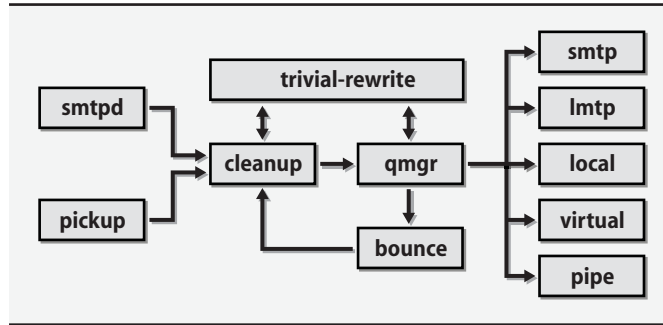 trivial-rewrite
smtpd
cleanup
qmgr
pickup
bounce
smtp
lmtp
local
virtual
pipe